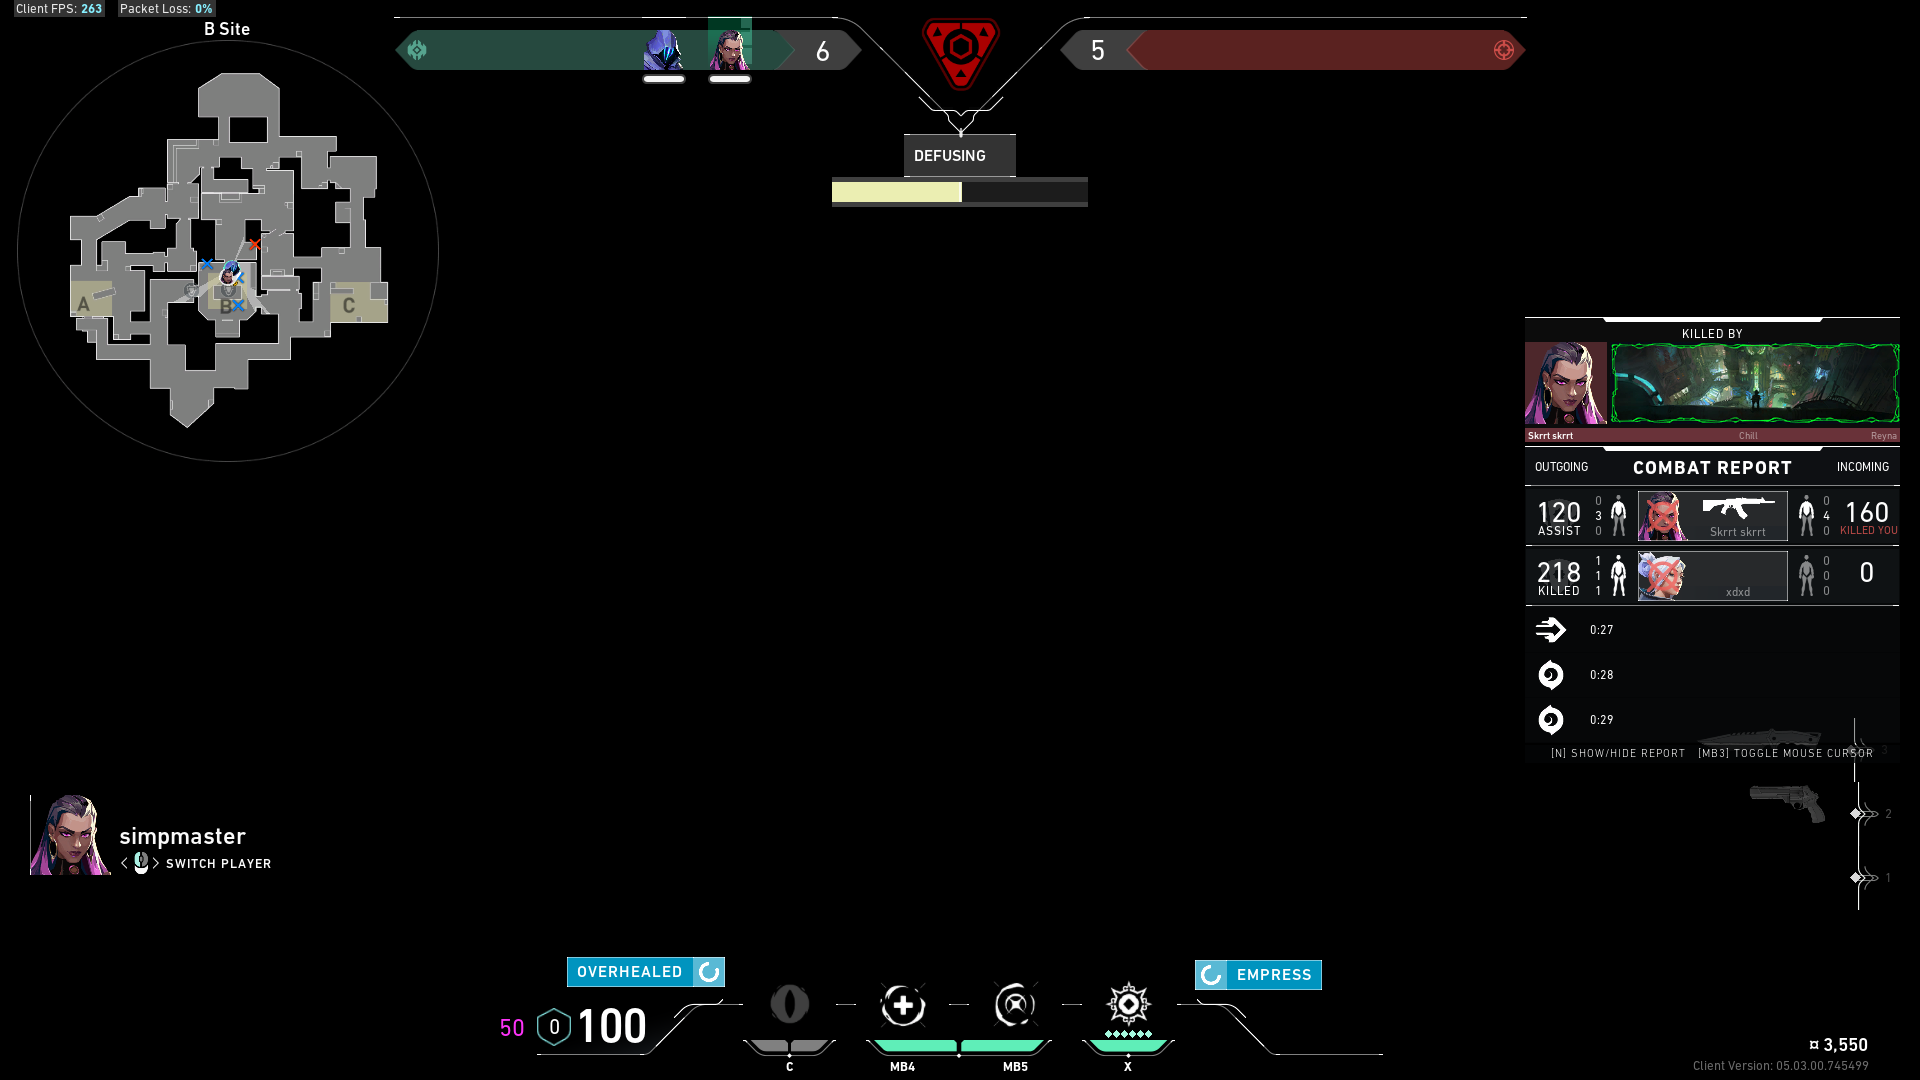 Client FPS: 263 Packet Loss: 0%
B Site
6
5
DEFUSING
A
B
C
KILLED BY
Skrrt skrrt Chill Reyna
OUTGOING COMBAT REPORT INCOMING
120 ASSIST 0 3 0 Skrrt skrrt 0 4 0 160 KILLED YOU
218 KILLED 1 1 1 xdxd 0 0 0 0
0:27
0:28
0:29
[N] SHOW/HIDE REPORT [MB3] TOGGLE MOUSE CURSOR
3
2
1
simpmaster
< > SWITCH PLAYER
OVERHEALED
EMPRESS
50 0 100
C MB4 MB5 X
¤ 3,550
Client Version: 05.03.00.745499